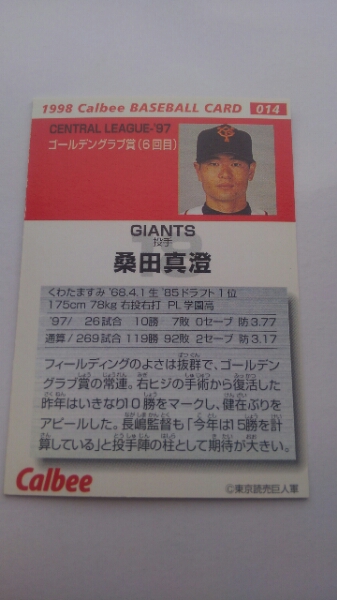 1998 Calbee BASEBALL CARD 014
CENTRAL LEAGUE-'97
ゴールデングラブ賞(6回目)
GIANTS
投手
18
桑田真澄
くわたますみ '68.4.1生 '85ドラフト1位
175cm 78kg 右投右打 PL学園高
'97/ 26試合 10勝 7敗 0セーブ 防3.77
通算/269試合 119勝 92敗 2セーブ 防3.17
フィールディングのよさは抜群で、ゴールデン
グラブ賞の常連。右ヒジの手術から復活した
昨年はいきなり10勝をマークし、健在ぶりを
アピールした。長嶋監督も「今年は15勝を計
算している」と投手陣の柱として期待が大きい。
Calbee
©東京読売巨人軍